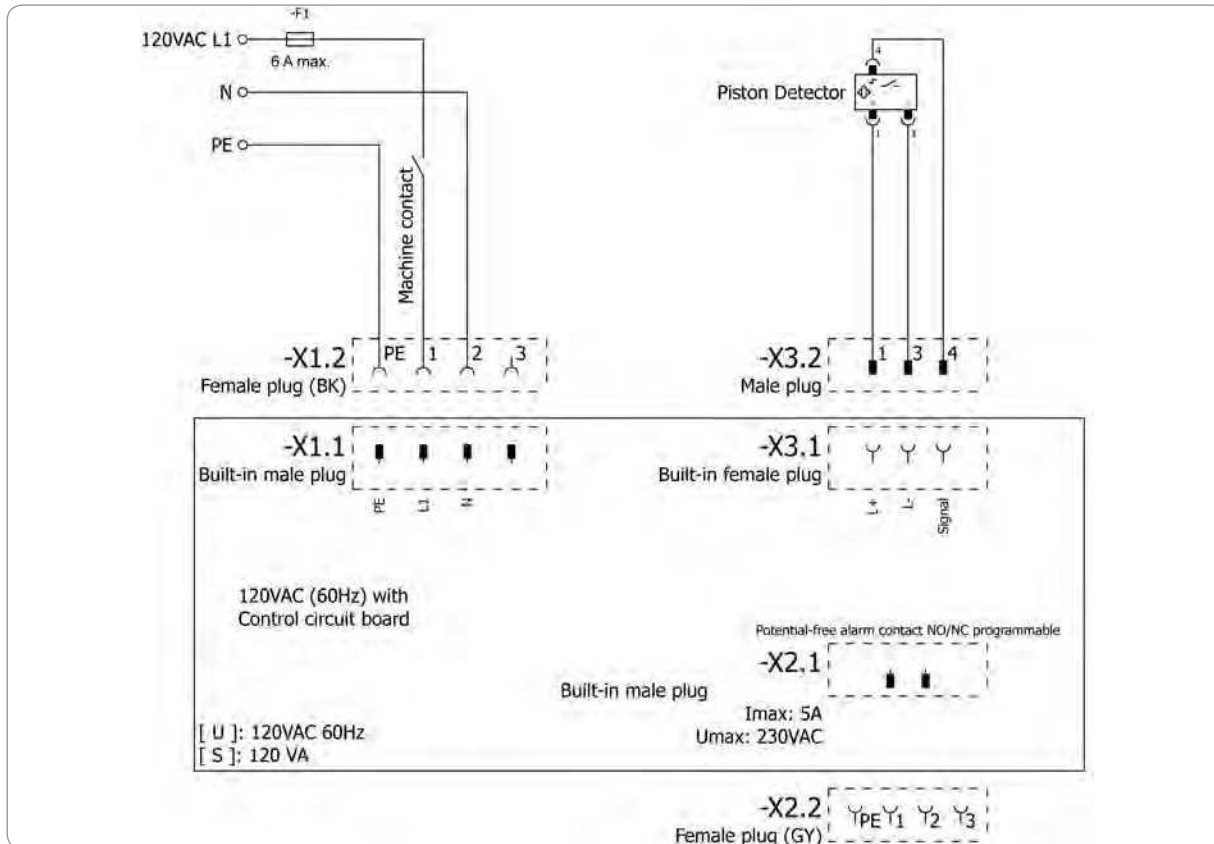 -F1
120VAC L1
6 A max.
N
PE
Machine contact
4
Piston Detector
1
-X1.2
PE 1 2 3
Female plug (BK)
-X3.2
1 3 4
Male plug
-X1.1
Built-in male plug
PE
L1
N
-X3.1
Built-in female plug
L+
L-
Signal
120VAC (60Hz) with
Control circuit board
Potential-free alarm contact NO/NC programmable
-X2.1
Built-in male plug
Imax: 5A
Umax: 230VAC
[ U ]: 120VAC 60Hz
[ S ]: 120 VA
-X2.2
PE 1 2 3
Female plug (GY)